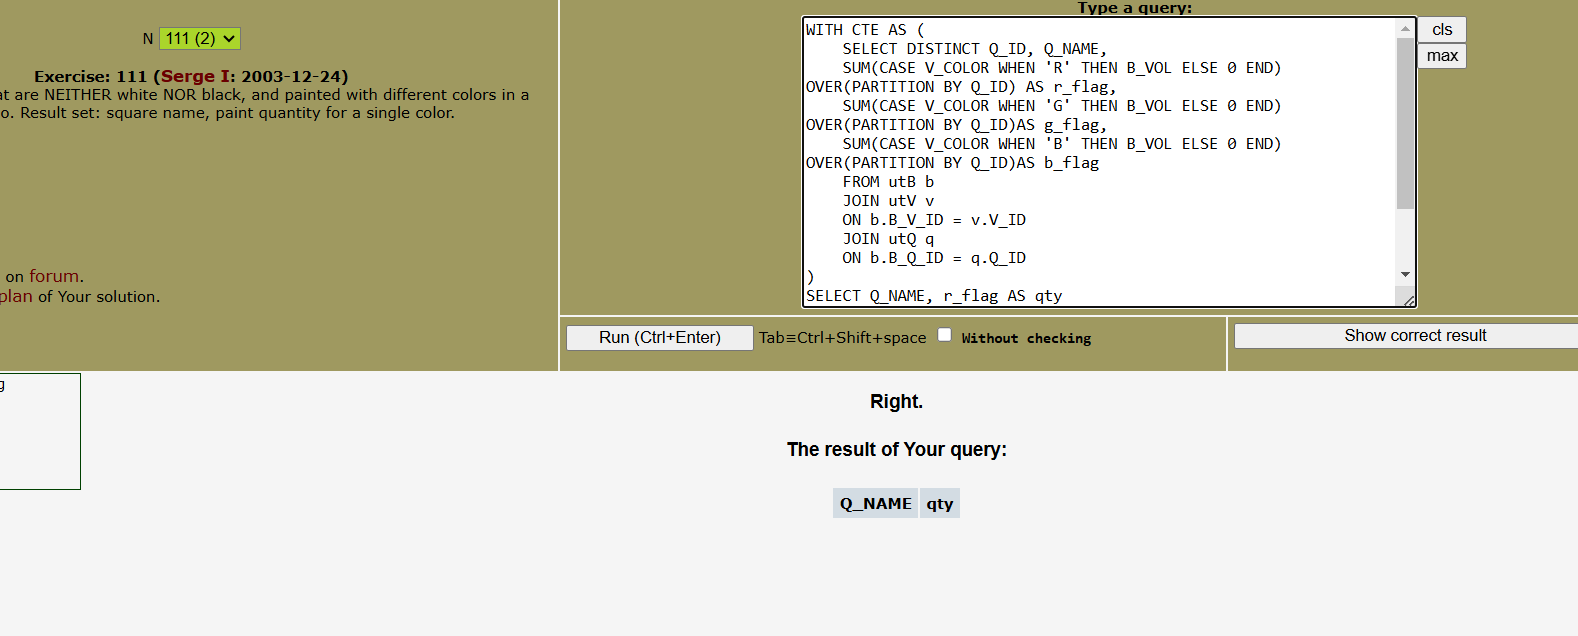 N 111 (2)
Exercise: 111 (Serge I: 2003-12-24)
at are NEITHER white NOR black, and painted with different colors in a
o. Result set: square name, paint quantity for a single color.
on forum.
plan of Your solution.
Type a query:
WITH CTE AS (
SELECT DISTINCT Q_ID, Q_NAME,
SUM(CASE V_COLOR WHEN 'R' THEN B_VOL ELSE 0 END)
OVER(PARTITION BY Q_ID) AS r_flag,
SUM(CASE V_COLOR WHEN 'G' THEN B_VOL ELSE 0 END)
OVER(PARTITION BY Q_ID)AS g_flag,
SUM(CASE V_COLOR WHEN 'B' THEN B_VOL ELSE 0 END)
OVER(PARTITION BY Q_ID)AS b_flag
FROM utB b
JOIN utV v
ON b.B_V_ID = v.V_ID
JOIN utQ q
ON b.B_Q_ID = q.Q_ID
)
SELECT Q_NAME, r_flag AS qty
cls
max
Run (Ctrl+Enter) Tab≡Ctrl+Shift+space Without checking
Show correct result
g
Right.
The result of Your query:
Q_NAME qty